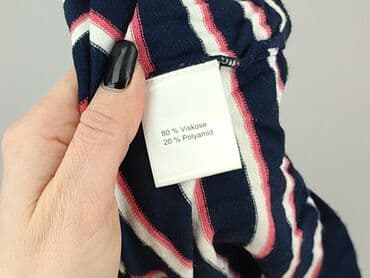 80 % Viskose
20 % Polyamid